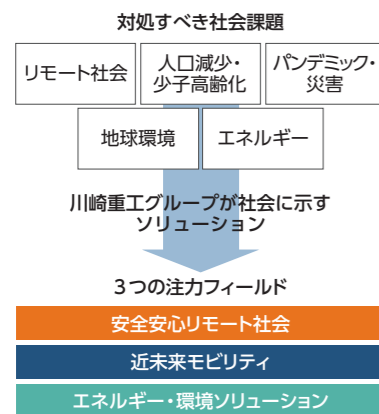 対処すべき社会課題
リモート社会
人口減少・
少子高齢化
パンデミック・
災害
地球環境
エネルギー
川崎重工グループが社会に示す
ソリューション
3つの注力フィールド
安全安心リモート社会
近未来モビリティ
エネルギー・環境ソリューション